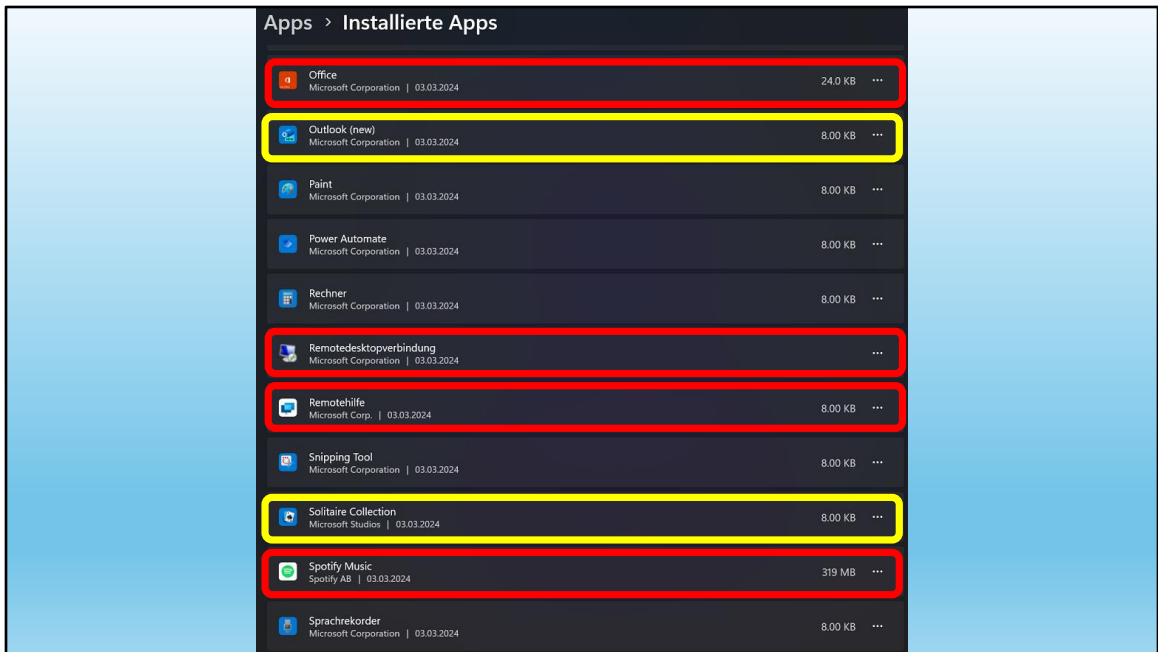 Apps > Installierte Apps
Office
Microsoft Corporation | 03.03.2024
24.0 KB
Outlook (new)
Microsoft Corporation | 03.03.2024
8.00 KB
Paint
Microsoft Corporation | 03.03.2024
8.00 KB
Power Automate
Microsoft Corporation | 03.03.2024
8.00 KB
Rechner
Microsoft Corporation | 03.03.2024
8.00 KB
Remotedesktopverbindung
Microsoft Corporation | 03.03.2024
Remotehilfe
Microsoft Corp. | 03.03.2024
8.00 KB
Snipping Tool
Microsoft Corporation | 03.03.2024
8.00 KB
Solitaire Collection
Microsoft Studios | 03.03.2024
8.00 KB
Spotify Music
Spotify AB | 03.03.2024
319 MB
Sprachrekorder
Microsoft Corporation | 03.03.2024
8.00 KB